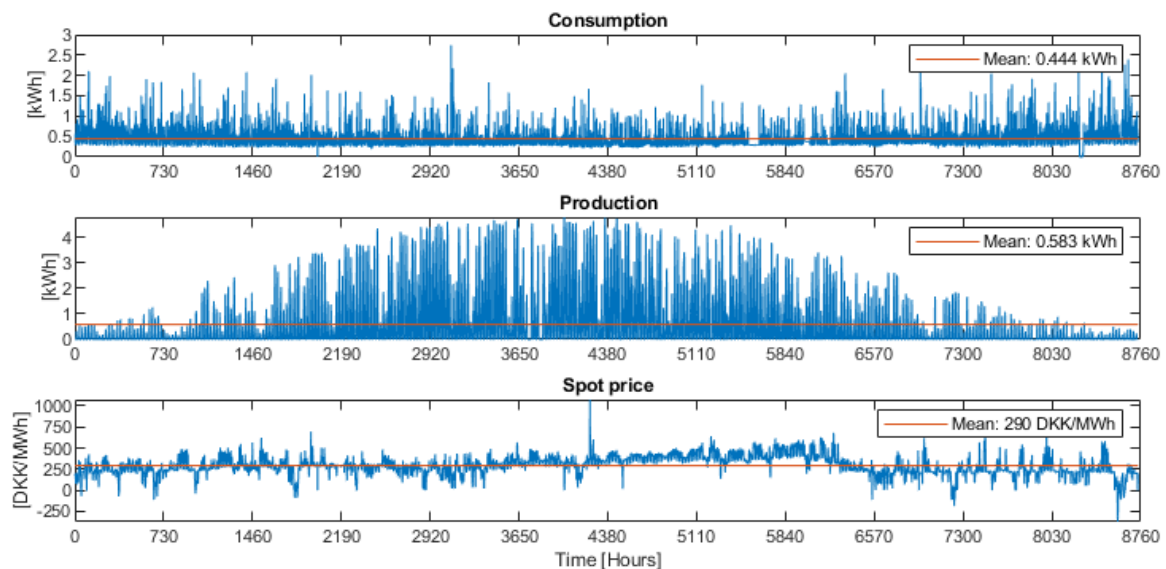 Consumption
[kWh]
3
2.5
2
1.5
1
0.5
0
Mean: 0.444 kWh
0 730 1460 2190 2920 3650 4380 5110 5840 6570 7300 8030 8760
Production
[kWh]
4
3
2
1
0
Mean: 0.583 kWh
0 730 1460 2190 2920 3650 4380 5110 5840 6570 7300 8030 8760
Spot price
[DKK/MWh]
1000
750
500
250
0
-250
Mean: 290 DKK/MWh
0 730 1460 2190 2920 3650 4380 5110 5840 6570 7300 8030 8760
Time [Hours]